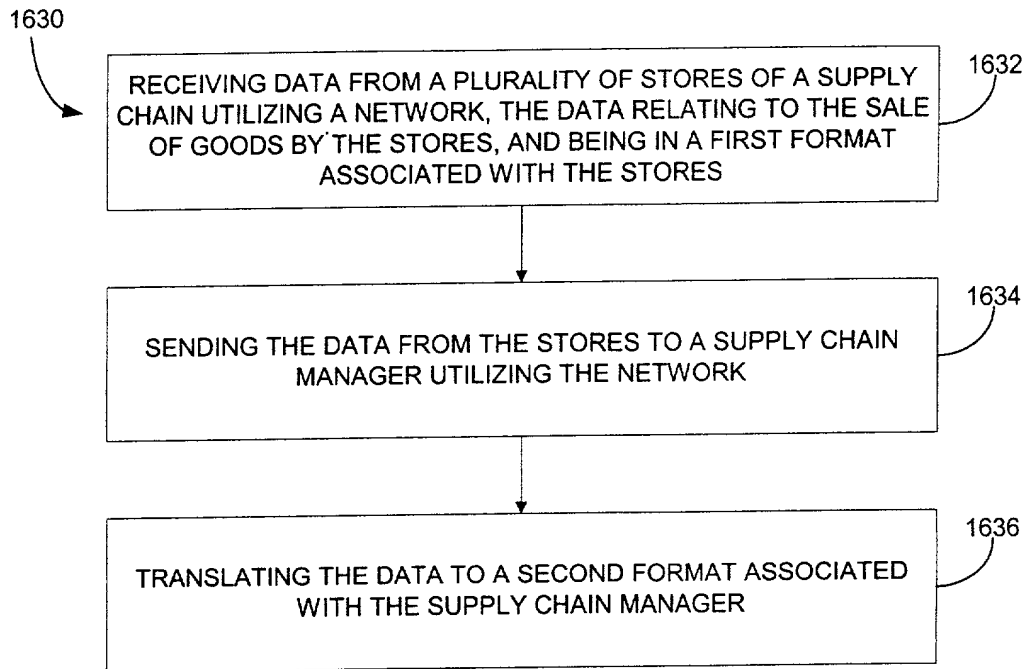 1630
RECEIVING DATA FROM A PLURALITY OF STORES OF A SUPPLY
CHAIN UTILIZING A NETWORK, THE DATA RELATING TO THE SALE
OF GOODS BY THE STORES, AND BEING IN A FIRST FORMAT
ASSOCIATED WITH THE STORES
1632
SENDING THE DATA FROM THE STORES TO A SUPPLY CHAIN
MANAGER UTILIZING THE NETWORK
1634
TRANSLATING THE DATA TO A SECOND FORMAT ASSOCIATED
WITH THE SUPPLY CHAIN MANAGER
1636